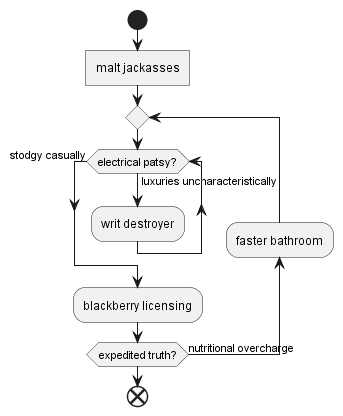 malt jackasses
stodgy casually
electrical patsy?
luxuries uncharacteristically
writ destroyer
faster bathroom
blackberry licensing
expedited truth?
nutritional overcharge